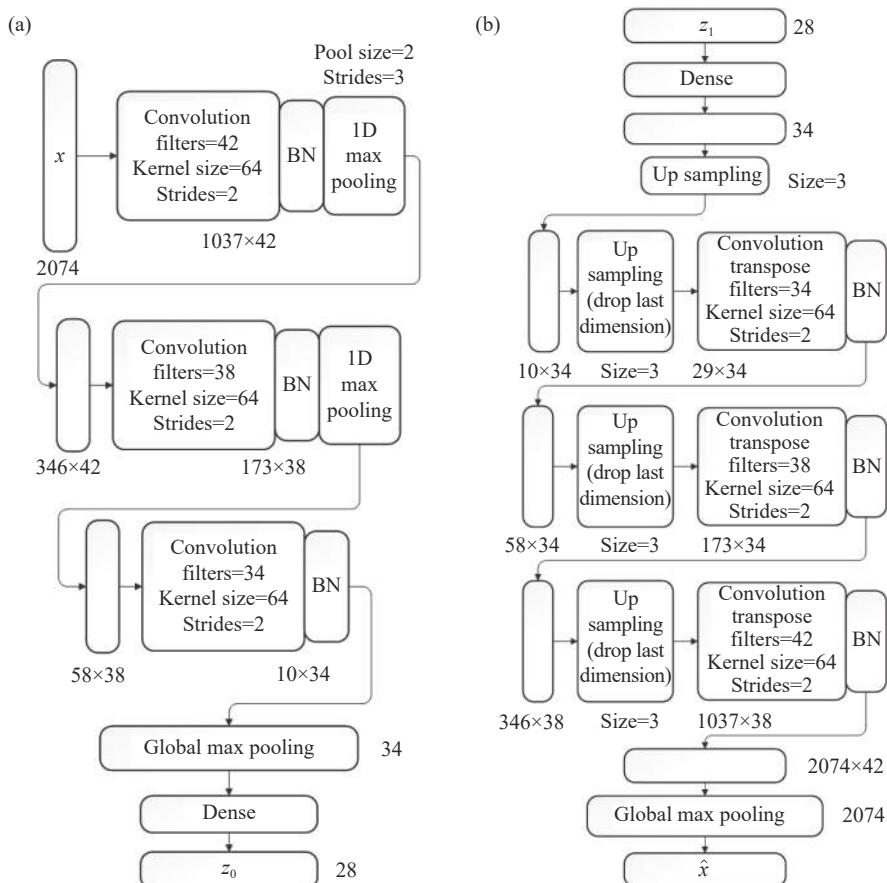 (a)
Pool size=2
Strides=3
x
Convolution
filters=42
Kernel size=64
Strides=2
BN
1D
max
pooling
1037×42
2074
Convolution
filters=38
Kernel size=64
Strides=2
BN
1D
max
pooling
346×42
173×38
Convolution
filters=34
Kernel size=64
Strides=2
BN
58×38
10×34
Global max pooling
34
Dense
z₀
28
(b)
z₁
28
Dense
34
Up sampling
Size=3
Up
sampling
(drop last
dimension)
Convolution
transpose
filters=34
Kernel size=64
Strides=2
BN
10×34
Size=3
29×34
Up
sampling
(drop last
dimension)
Convolution
transpose
filters=38
Kernel size=64
Strides=2
BN
58×34
Size=3
173×34
Up
sampling
(drop last
dimension)
Convolution
transpose
filters=42
Kernel size=64
Strides=2
BN
346×38
Size=3
1037×38
2074×42
Global max pooling
2074
x̂